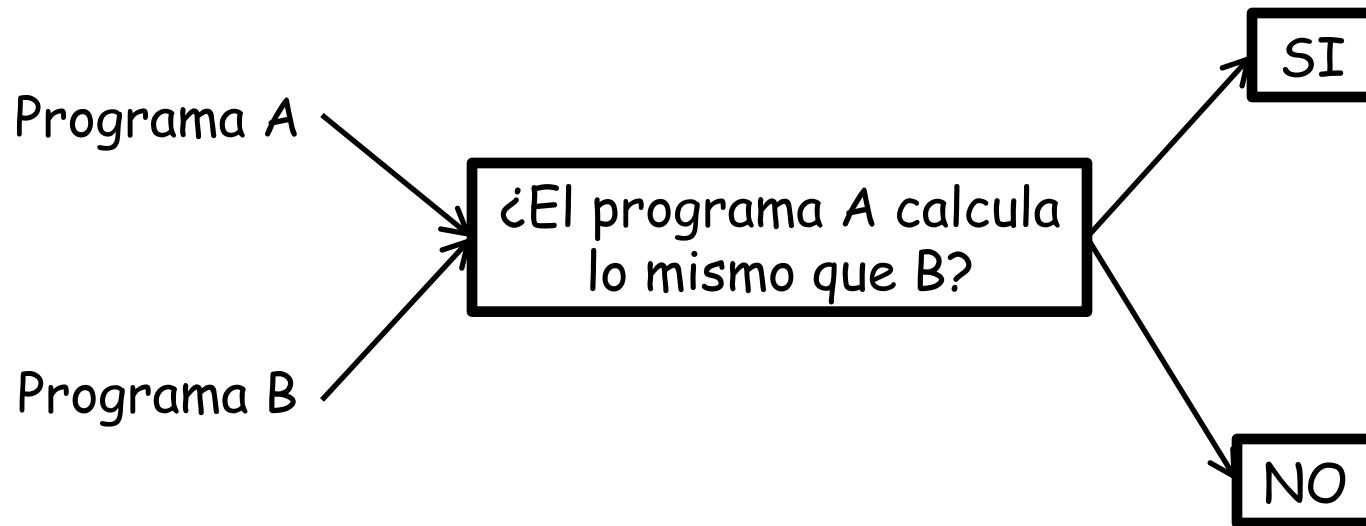 Programa A
Programa B
¿El programa A calcula
lo mismo que B?
SI
NO